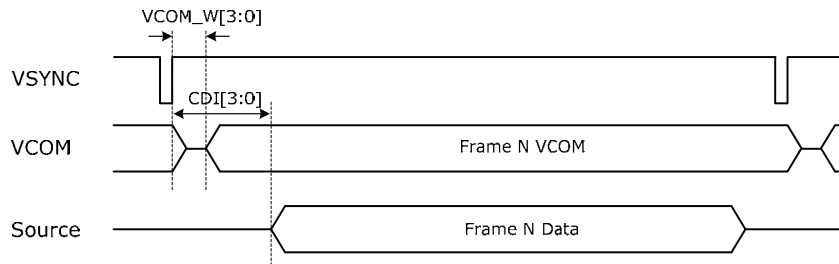 VCOM_W[3:0]
VSYNC
CDI[3:0]
VCOM
Frame N VCOM
Source
Frame N Data